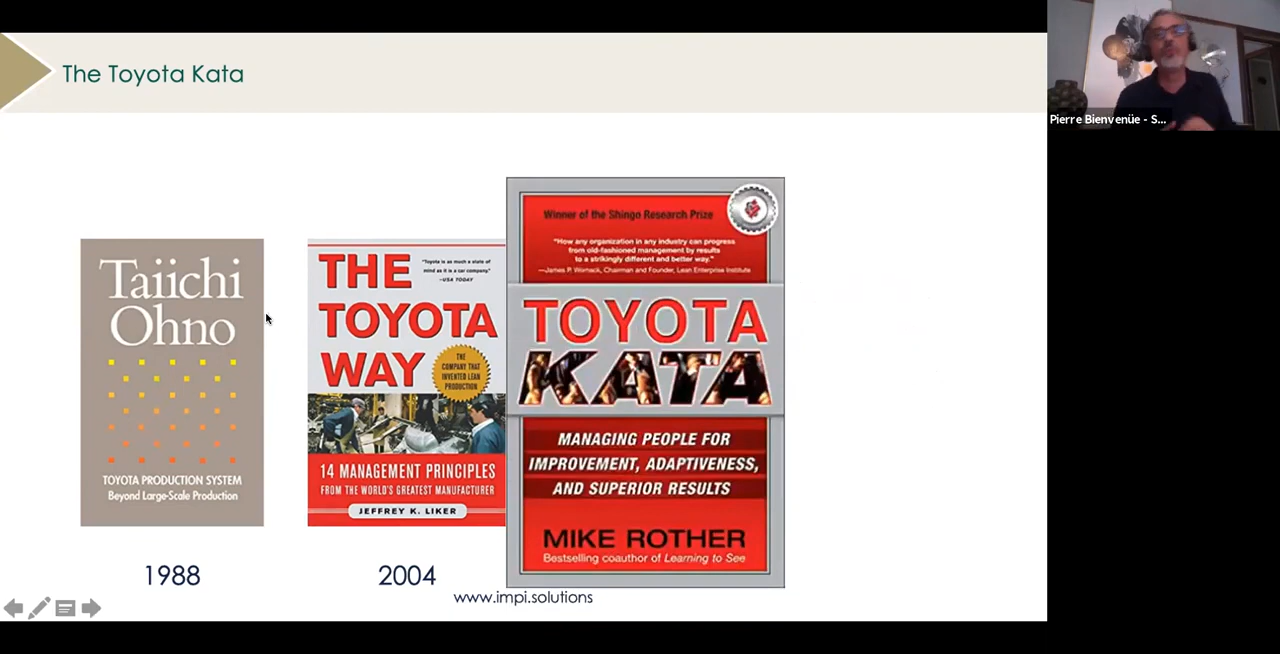 The Toyota Kata
Pierre Bienvenüe - S...
Taiichi
Ohno
TOYOTA PRODUCTION SYSTEM
Beyond Large-Scale Production
1988
THE
TOYOTA
WAY
"Toyota is as much a state of
mind as it is a car company."
–USA TODAY
THE
COMPANY THAT
INVENTED LEAN
PRODUCTION
14 MANAGEMENT PRINCIPLES
FROM THE WORLD'S GREATEST MANUFACTURER
JEFFREY K. LIKER
2004
Winner of the Shingo Research Prize
"How any organization in any industry can progress
from old-fashioned management by results
to a strikingly different and better way."
—James P. Womack, Chairman and Founder, Lean Enterprise Institute
TOYOTA
KATA
MANAGING PEOPLE FOR
IMPROVEMENT, ADAPTIVENESS,
AND SUPERIOR RESULTS
MIKE ROTHER
Bestselling coauthor of Learning to See
www.impi.solutions